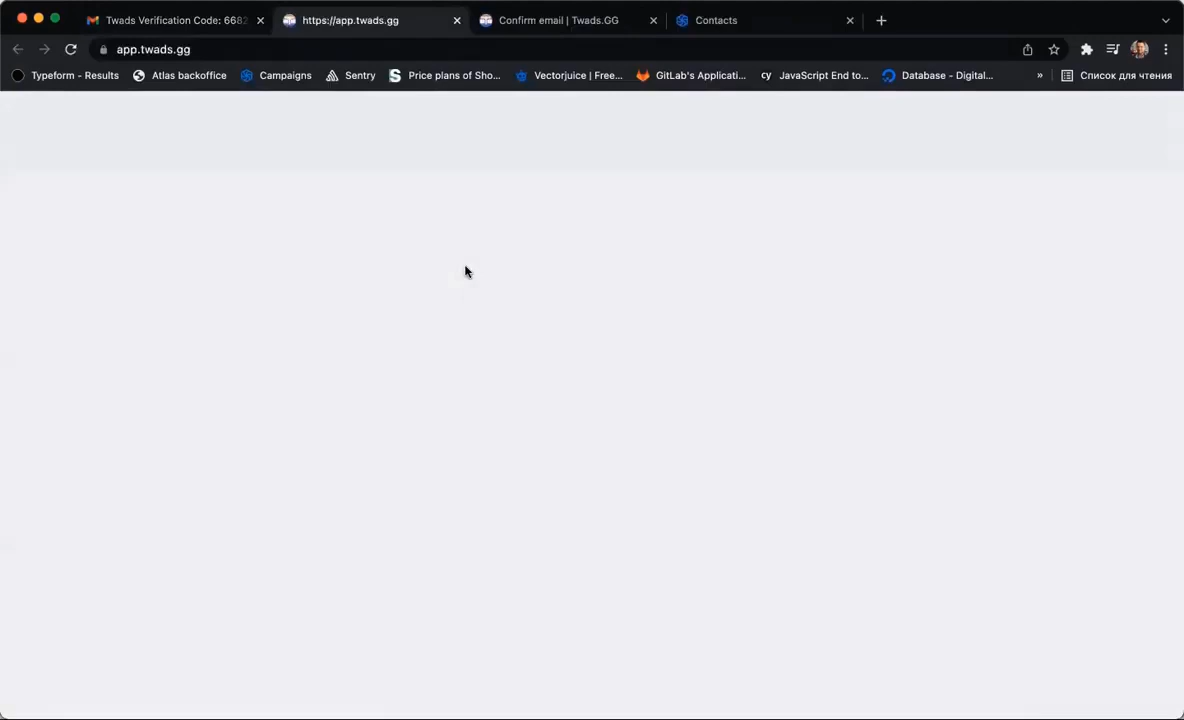 Twads Verification Code: 6682
https://app.twads.gg
Confirm email | Twads.GG
Contacts
app.twads.gg
Typeform - Results
Atlas backoffice
Campaigns
Sentry
Price plans of Sho...
Vectorjuice | Free...
GitLab's Applicati...
cy JavaScript End to...
Database - Digital...
»
Список для чтения